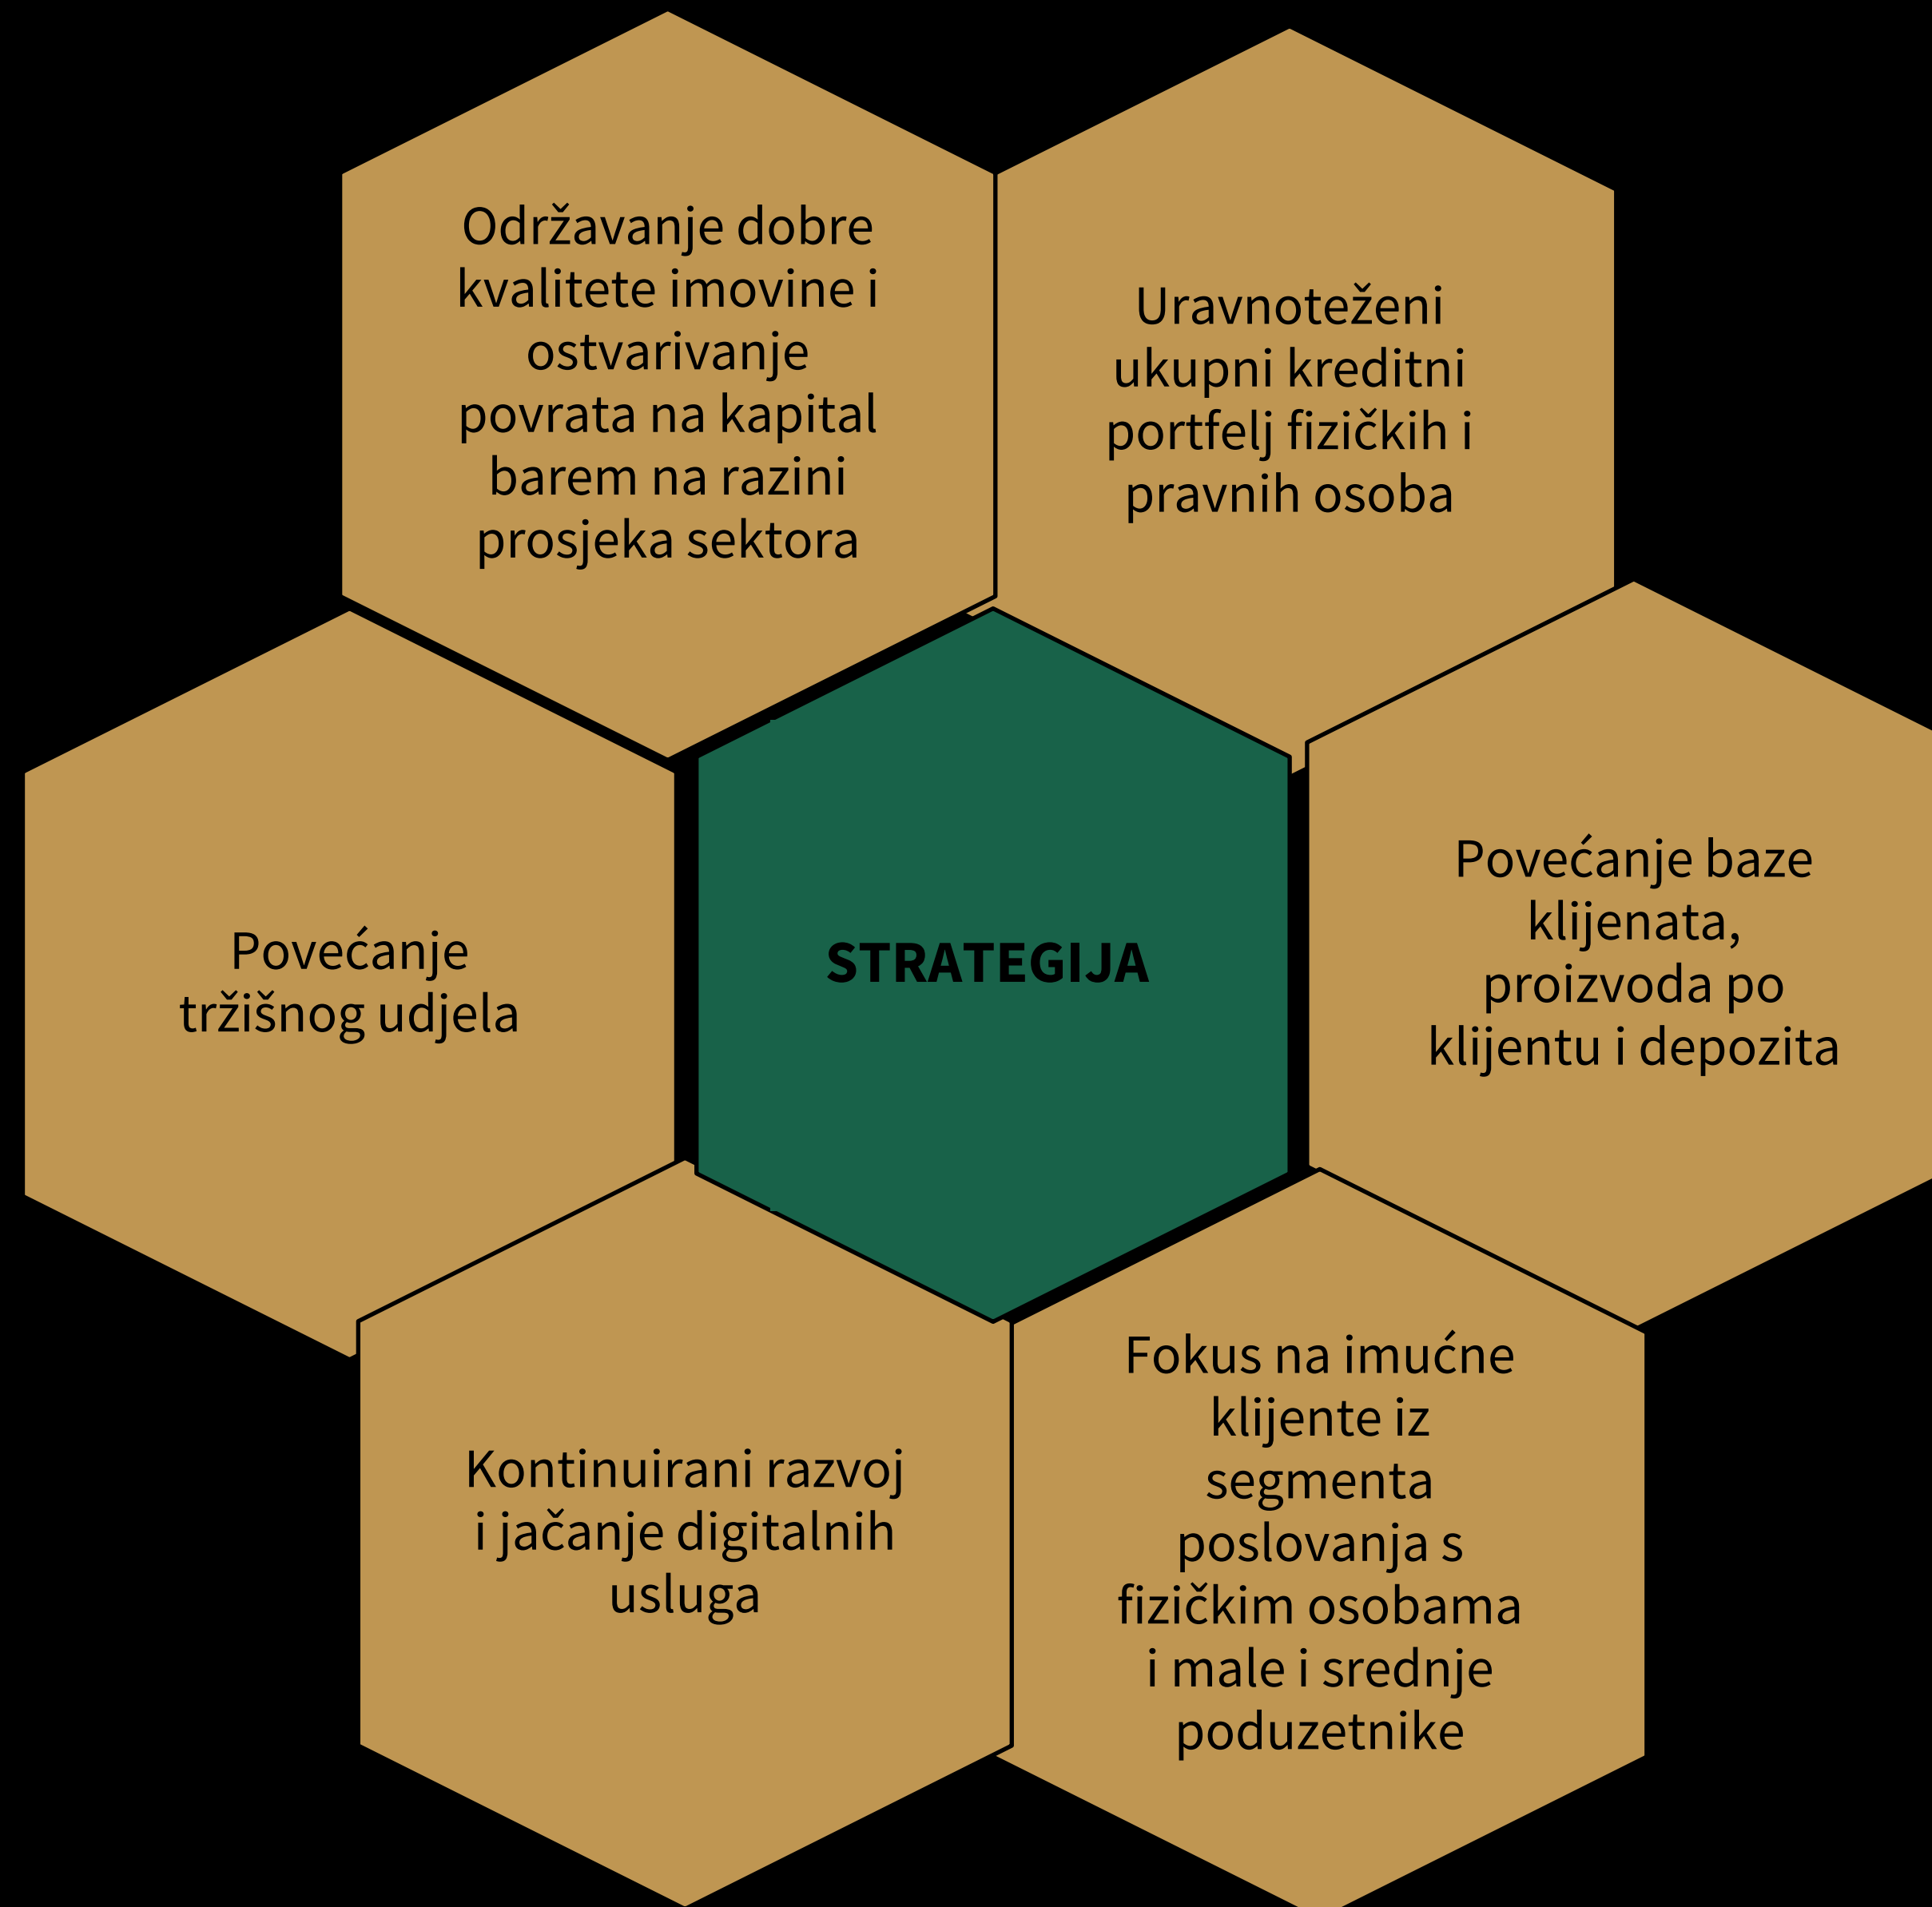 Održavanje dobre
kvalitete imovine i
ostvarivanje
povrata na kapital
barem na razini
prosjeka sektora
Uravnoteženi
ukupni kreditni
portfelj fizičkih i
pravnih osoba
Povećanje
tržišnog udjela
STRATEGIJA
Povećanje baze
klijenata,
proizvoda po
klijentu i depozita
Kontinuirani razvoj
i jačanje digitalnih
usluga
Fokus na imućne
klijente iz
segmenta
poslovanja s
fizičkim osobama
i male i srednje
poduzetnike